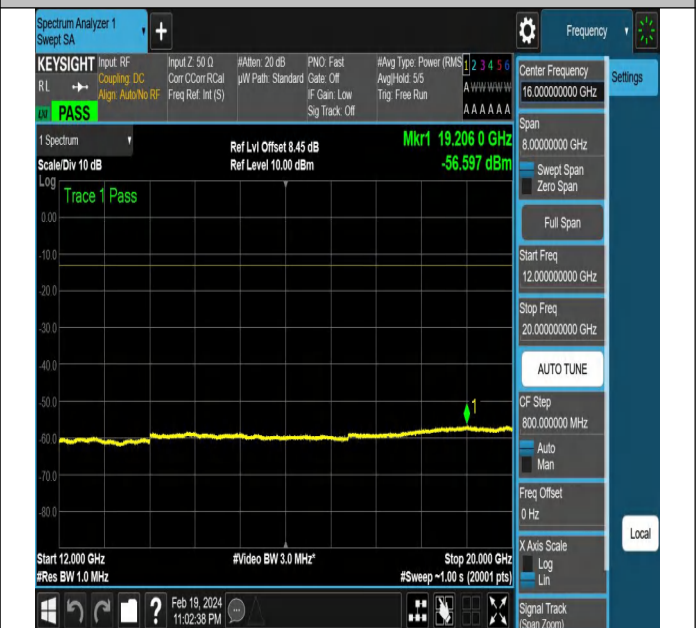 Spectrum Analyzer 1
Swept SA
+
Frequency
KEYSIGHT
RL
PASS
Input: RF
Coupling: DC
Align: Auto/No RF
Input Z: 50 Ω
Corr CCorr RCal
Freq Ref: Int (S)
#Atten: 20 dB
µW Path: Standard
PNO: Fast
Gate: Off
IF Gain: Low
Sig Track: Off
#Avg Type: Power (RMS
Avg|Hold: 5/5
Trig: Free Run
1 2 3 4 5 6
A W W W W W
A A A A A A
1 Spectrum
Scale/Div 10 dB
Log
Ref Lvl Offset 8.45 dB
Ref Level 10.00 dBm
Mkr1 19.206 0 GHz
-56.597 dBm
Trace 1 Pass
0.00
-10.0
-20.0
-30.0
-40.0
-50.0
-60.0
-70.0
-80.0
1
Start 12.000 GHz
#Res BW 1.0 MHz
#Video BW 3.0 MHz*
Stop 20.000 GHz
#Sweep ~1.00 s (20001 pts)
?
Feb 19, 2024
11:02:38 PM
Center Frequency
16.000000000 GHz
Span
8.00000000 GHz
Swept Span
Zero Span
Full Span
Start Freq
12.000000000 GHz
Stop Freq
20.000000000 GHz
AUTO TUNE
CF Step
800.000000 MHz
Auto
Man
Freq Offset
0 Hz
X Axis Scale
Log
Lin
Signal Track
(Span Zoom)
Settings
Local